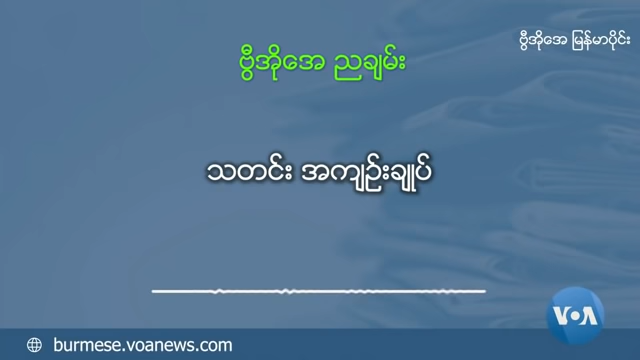 ဗွီအိုအေ မြန်မာပိုင်း
ဗွီအိုအေ ညချမ်း
သတင်း အကျဉ်းချုပ်
VOA
burmese.voanews.com